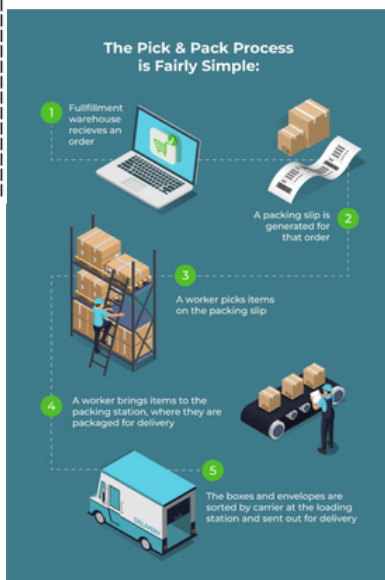 The Pick & Pack Process
is Fairly Simple:
1
Fullfillment
warehouse
recieves an
order
A packing slip is
generated for
that order
2
3
A worker picks items
on the packing slip
4
A worker brings items to the
packing station, where they are
packaged for delivery
5
The boxes and envelopes are
sorted by carrier at the loading
station and sent out for delivery
DELIVERY